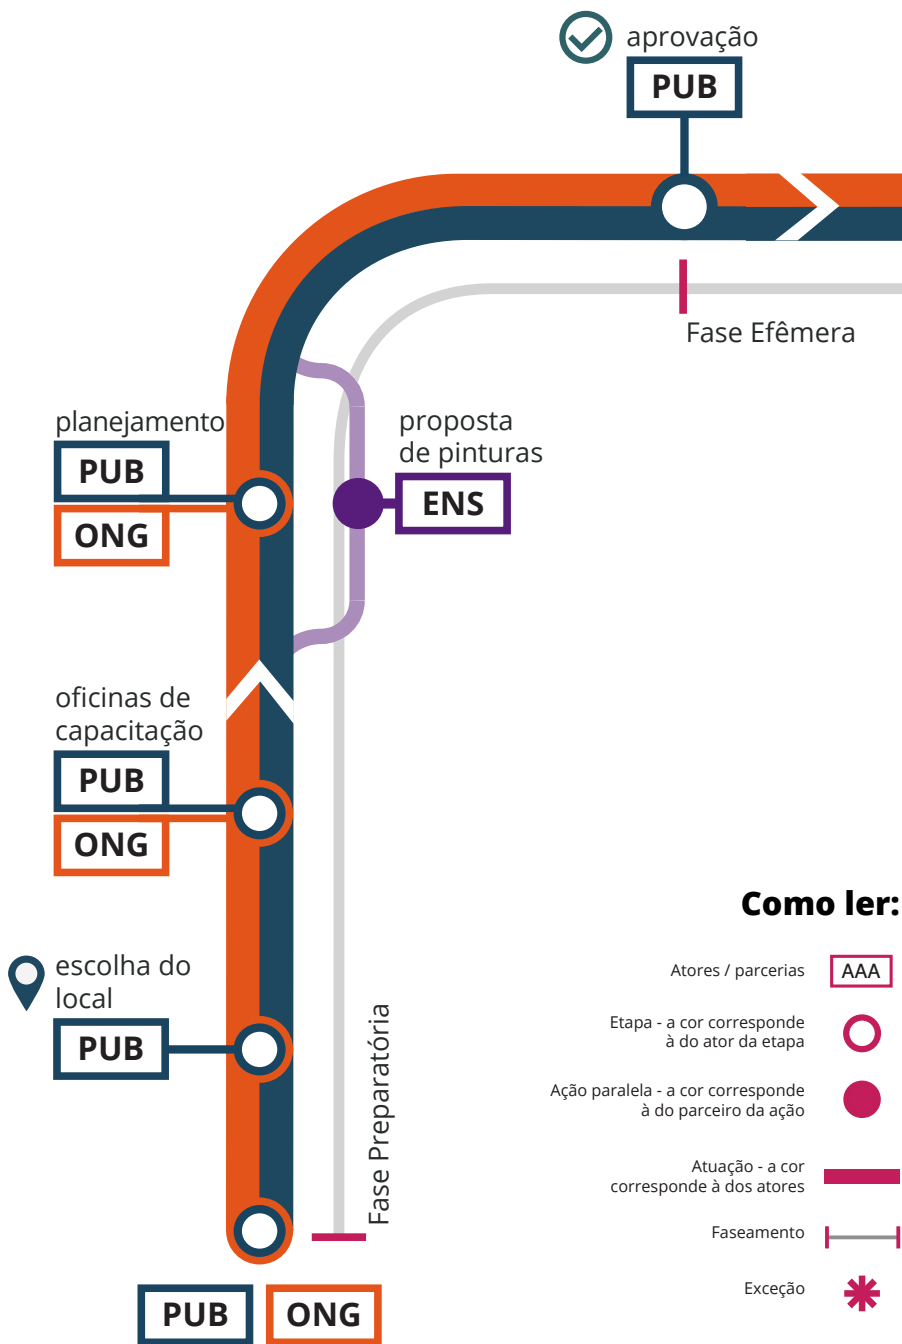 aprovação
PUB
Fase Efêmera
planejamento
PUB
ONG
proposta
de pinturas
ENS
oficinas de
capacitação
PUB
ONG
escolha do
local
PUB
Fase Preparatória
PUB
ONG
Como ler:
Atores / parcerias
AAA
Etapa - a cor corresponde
à do ator da etapa
Ação paralela - a cor corresponde
à do parceiro da ação
Atuação - a cor
corresponde à dos atores
Faseamento
Exceção